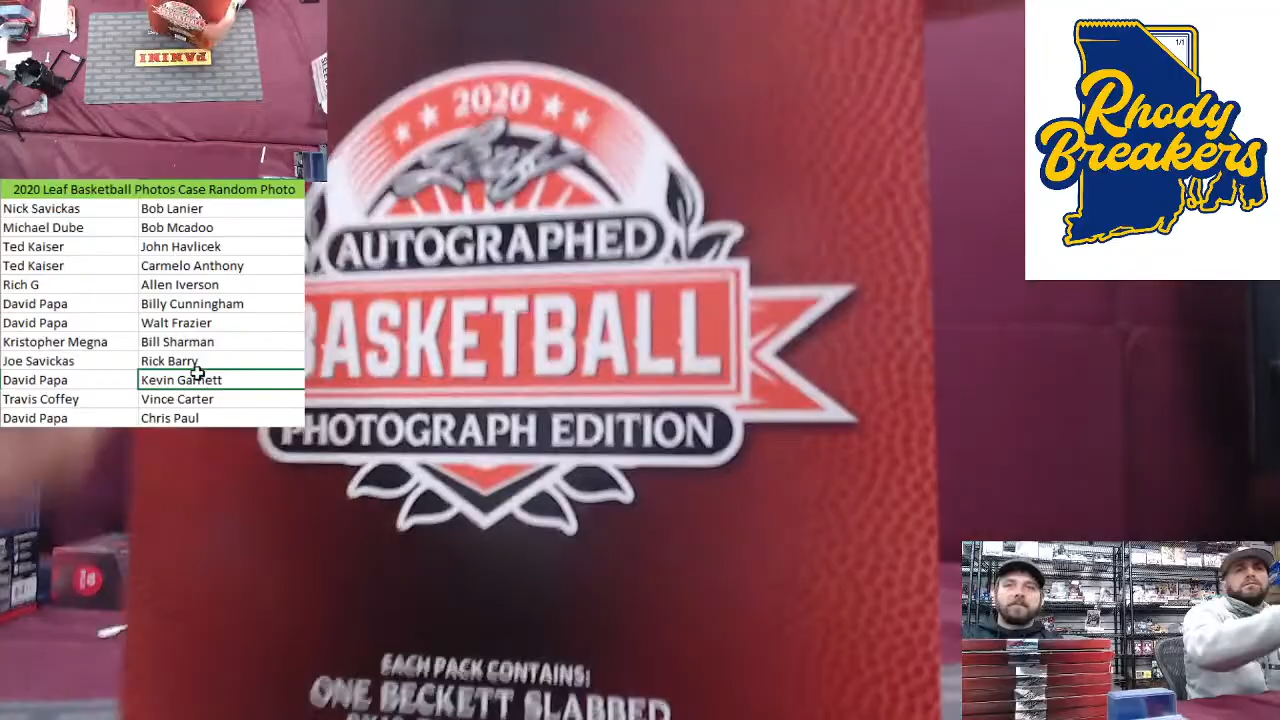 PANINI
2020 Leaf Basketball Photos Case Random Photo
Nick Savickas Bob Lanier
Michael Dube Bob Mcadoo
Ted Kaiser John Havlicek
Ted Kaiser Carmelo Anthony
Rich G Allen Iverson
David Papa Billy Cunningham
David Papa Walt Frazier
Kristopher Megna Bill Sharman
Joe Savickas Rick Barry
David Papa Kevin Garnett
Travis Coffey Vince Carter
David Papa Chris Paul
2020
Leaf
AUTOGRAPHED
BASKETBALL
PHOTOGRAPH EDITION
EACH PACK CONTAINS:
ONE BECKETT SLABBED
1/1
Rhody
Breakers